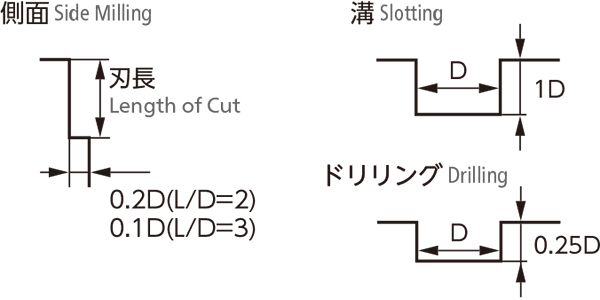 側面 Side Milling
刃長
Length of Cut
0.2D(L/D=2)
0.1D(L/D=3)
溝 Slotting
D
1D
ドリリング Drilling
D
0.25D